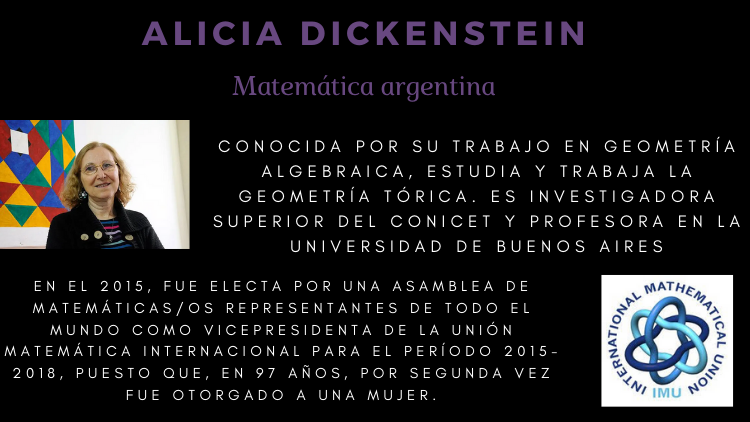 ALICIA DICKENSTEIN
Matemática argentina
CONOCIDA POR SU TRABAJO EN GEOMETRÍA
ALGEBRAICA, ESTUDIA Y TRABAJA LA
GEOMETRÍA TÓRICA. ES INVESTIGADORA
SUPERIOR DEL CONICET Y PROFESORA EN LA
UNIVERSIDAD DE BUENOS AIRES
EN EL 2015, FUE ELECTA POR UNA ASAMBLEA DE
MATEMÁTICAS/OS REPRESENTANTES DE TODO EL
MUNDO COMO VICEPRESIDENTA DE LA UNIÓN
MATEMÁTICA INTERNACIONAL PARA EL PERÍODO 2015-
2018, PUESTO QUE, EN 97 AÑOS, POR SEGUNDA VEZ
FUE OTORGADO A UNA MUJER.
INTERNATIONAL MATHEMATICAL UNION
IMU